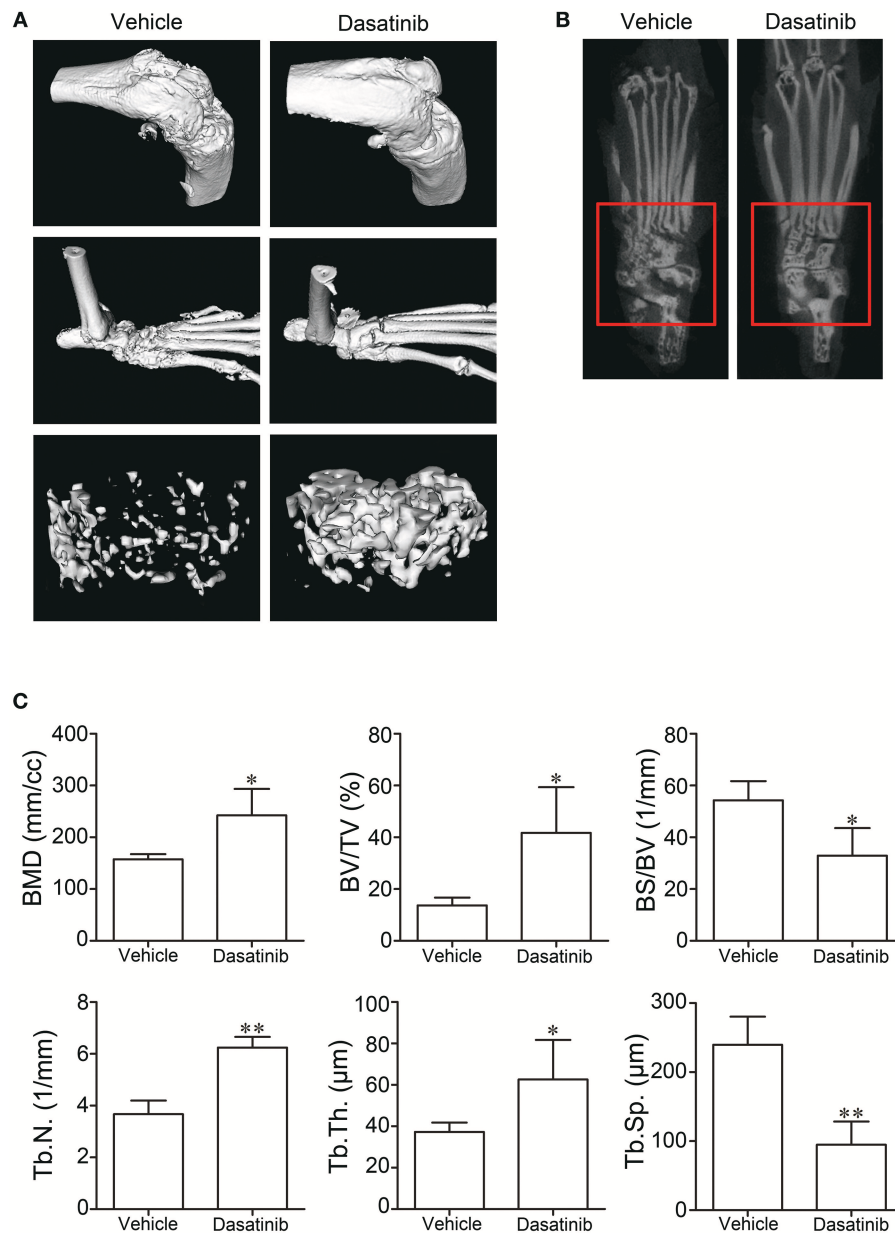 A
Vehicle
Dasatinib
B
Vehicle
Dasatinib
C
BMD (mm/cc)
400
300
200
100
0
Vehicle
Dasatinib
*
BV/TV (%)
80
60
40
20
0
Vehicle
Dasatinib
*
BS/BV (1/mm)
80
60
40
20
0
Vehicle
Dasatinib
*
Tb.N. (1/mm)
8
6
4
2
0
Vehicle
Dasatinib
**
Tb.Th. (μm)
100
80
60
40
20
0
Vehicle
Dasatinib
*
Tb.Sp. (μm)
300
200
100
0
Vehicle
Dasatinib
**